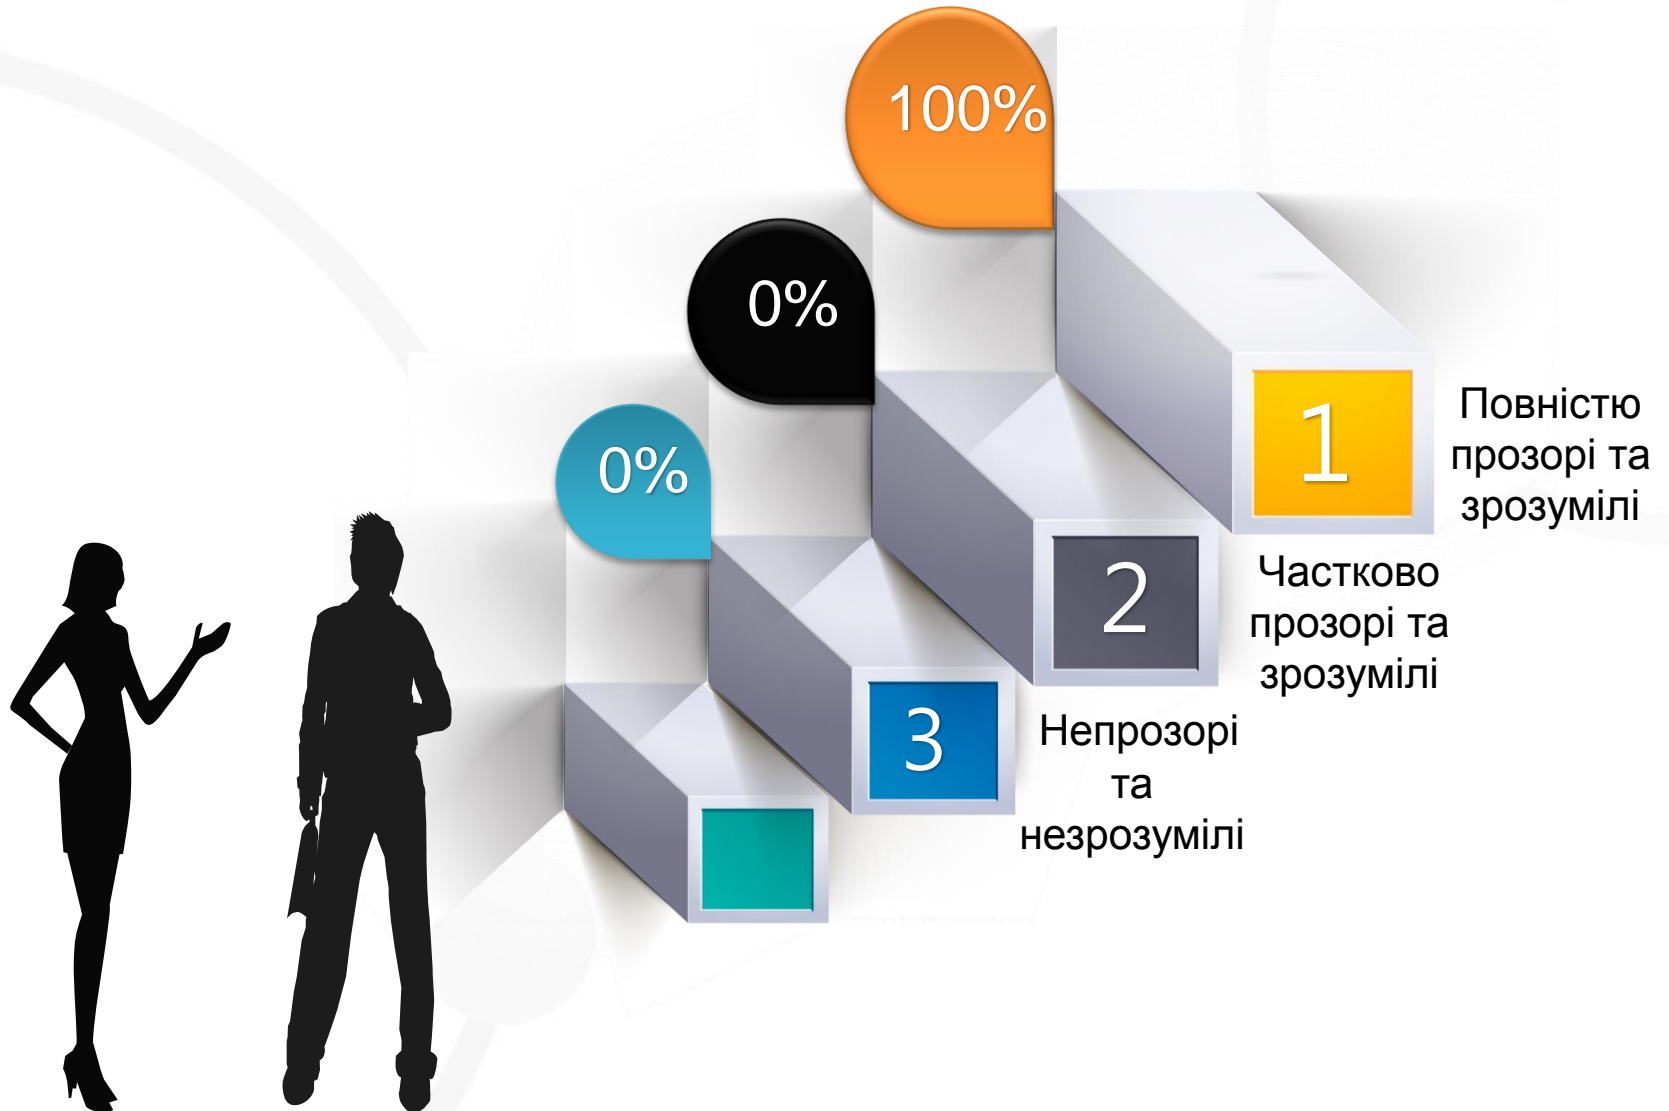 100%
0%
0%
1
Повністю
прозорі та
зрозумілі
2
Частково
прозорі та
зрозумілі
3
Непрозорі
та
незрозумілі